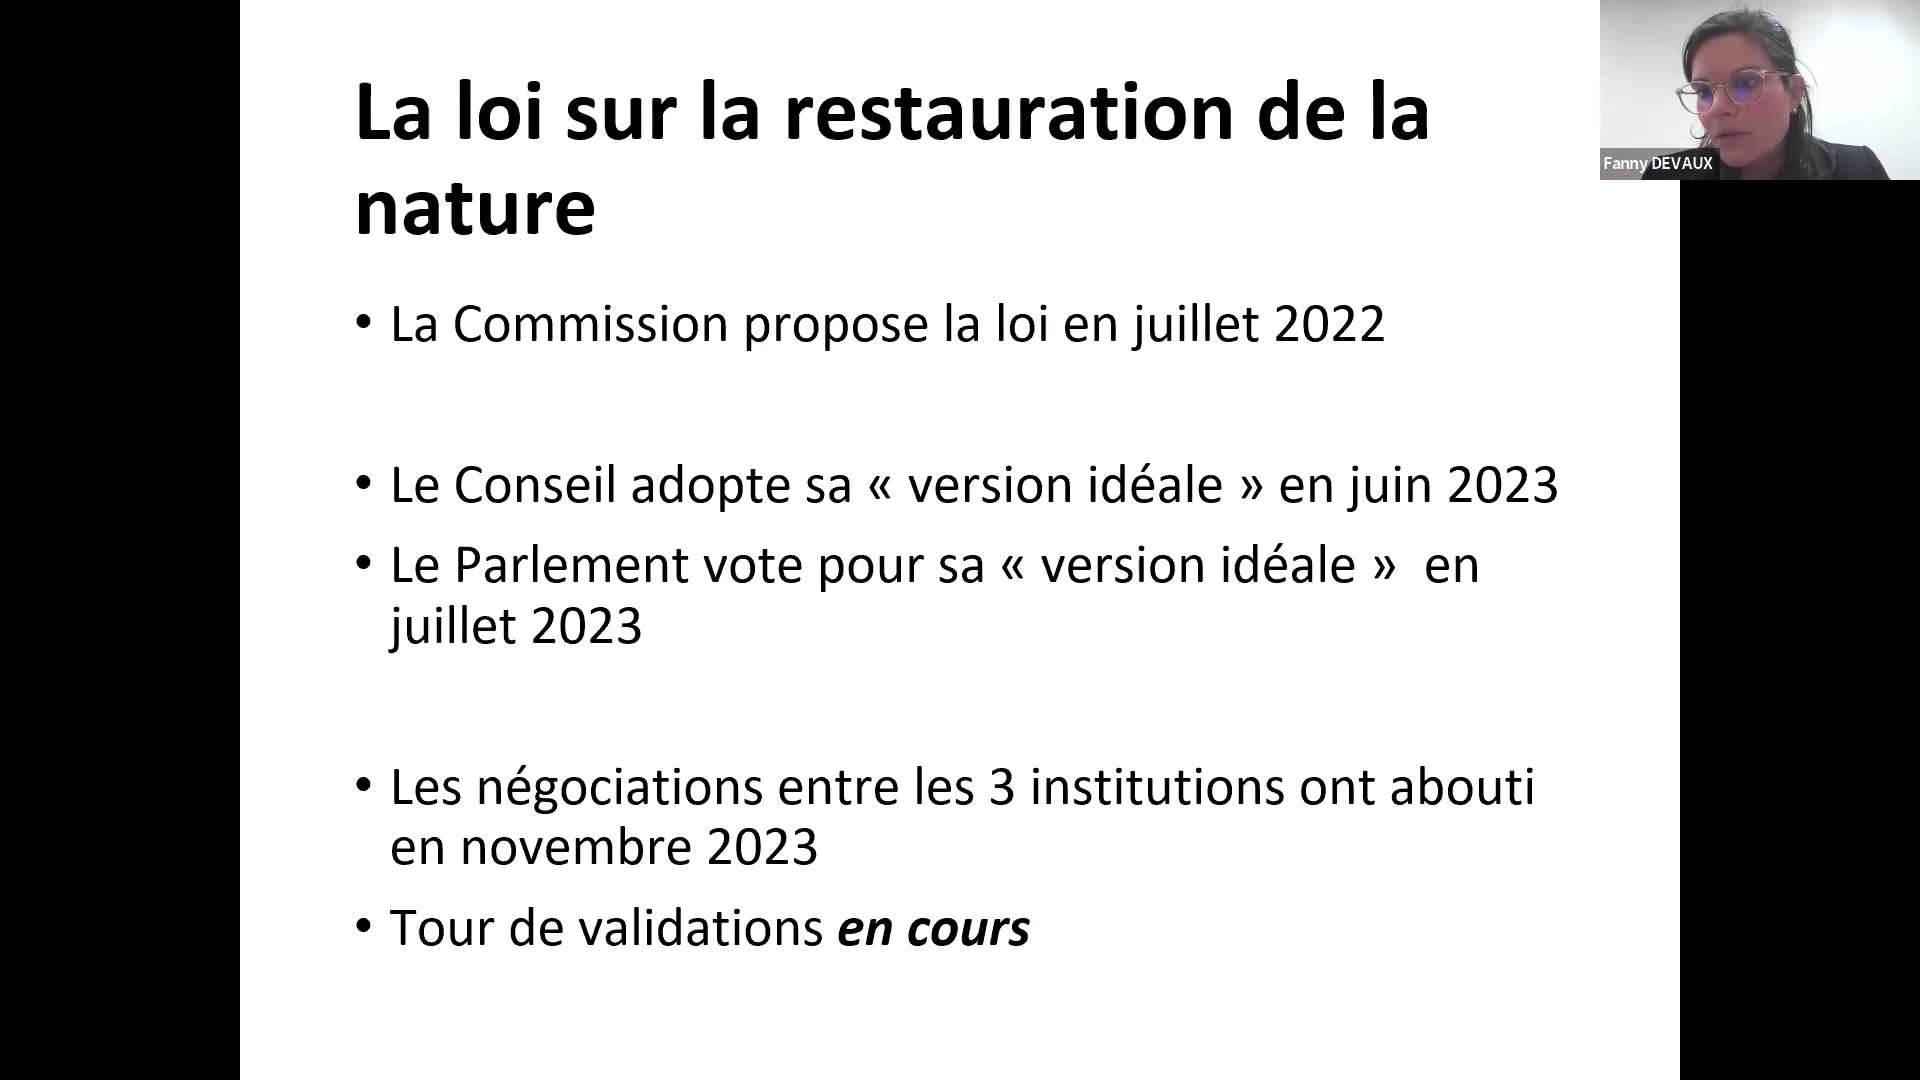 La loi sur la restauration de la
nature
• La Commission propose la loi en juillet 2022
• Le Conseil adopte sa « version idéale » en juin 2023
• Le Parlement vote pour sa « version idéale »  en
juillet 2023
• Les négociations entre les 3 institutions ont abouti
en novembre 2023
• Tour de validations en cours
Fanny DEVAUX